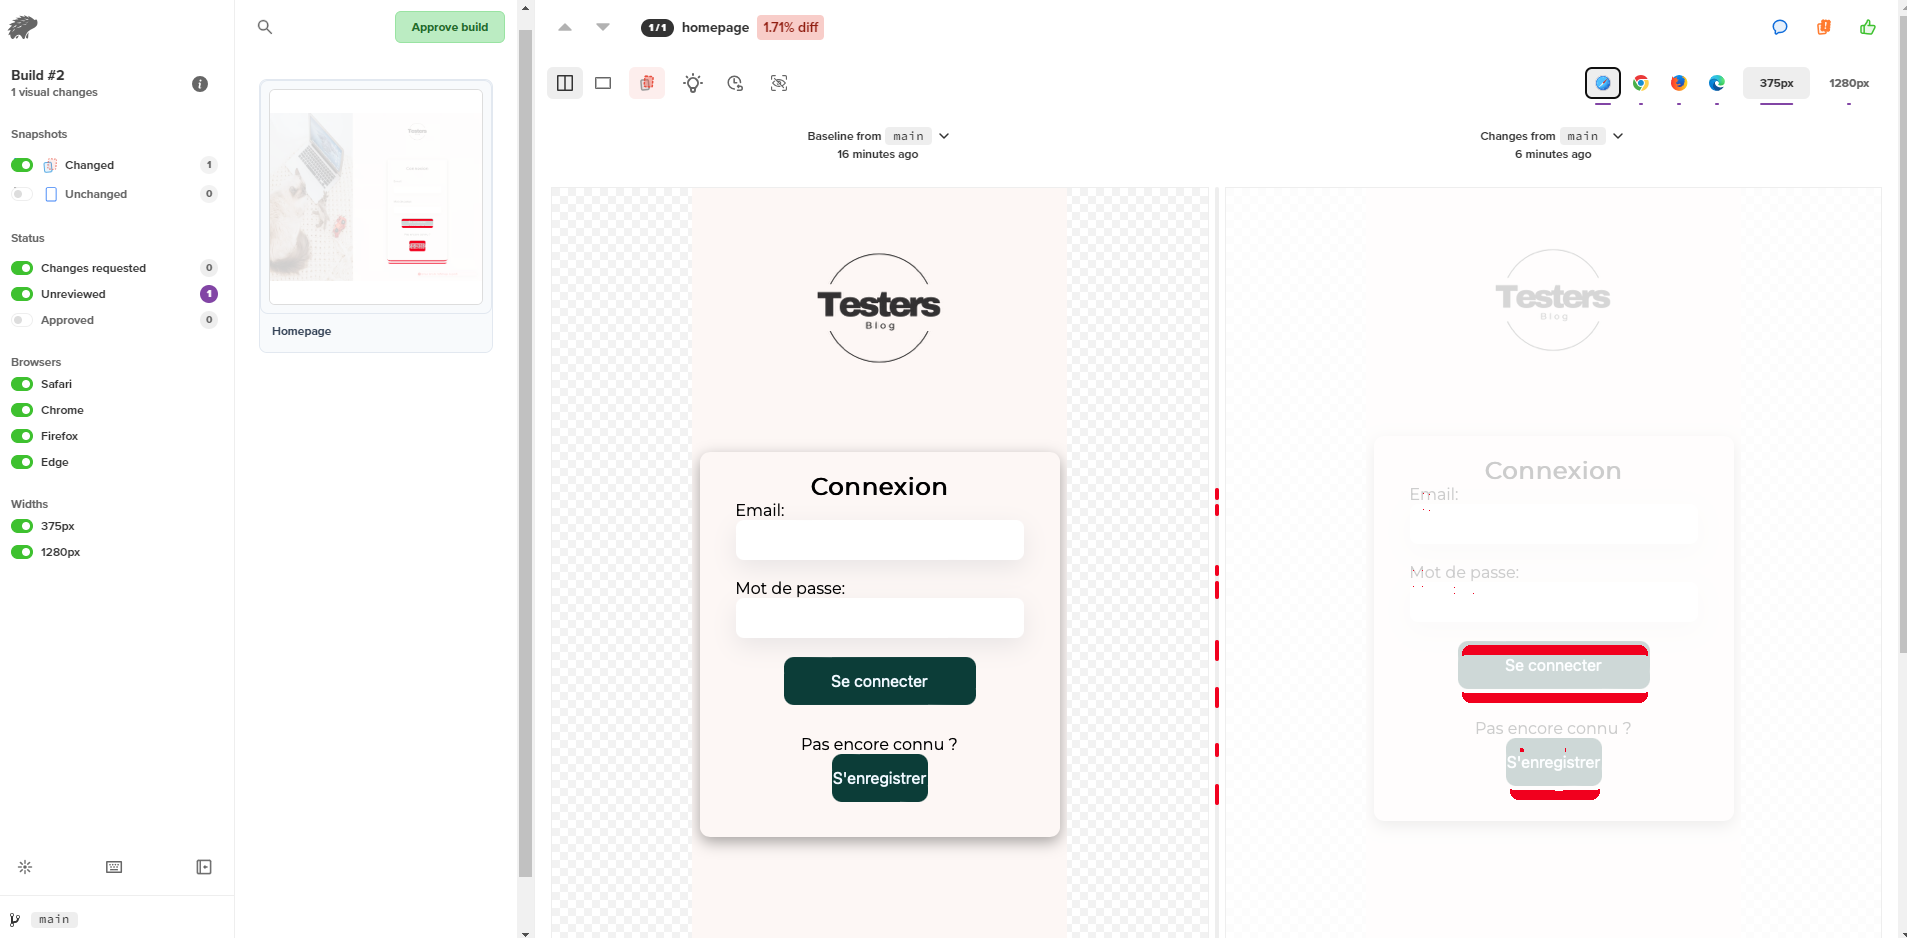 Build #2
1 visual changes
Snapshots
Changed 1
Unchanged 0
Status
Changes requested 0
Unreviewed 1
Approved 0
Browsers
Safari
Chrome
Firefox
Edge
Widths
375px
1280px
main
Approve build
Homepage
1/1 homepage 1.71% diff
375px 1280px
Baseline from main
16 minutes ago
Changes from main
6 minutes ago
Testers
Blog
Connexion
Email:
Mot de passe:
Se connecter
Pas encore connu ?
S'enregistrer
Testers
Blog
Connexion
Email:
Mot de passe:
Se connecter
Pas encore connu ?
S'enregistrer